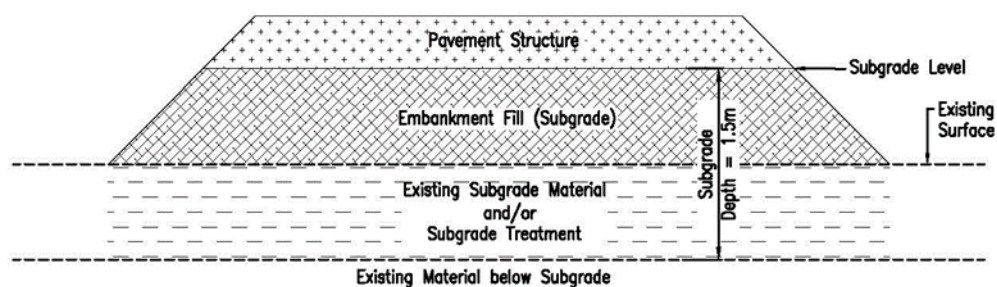 Pavement Structure
Subgrade Level
Embankment Fill (Subgrade)
Existing
Surface
Subgrade
Depth = 1.5m
Existing Subgrade Material
and/or
Subgrade Treatment
Existing Material below Subgrade